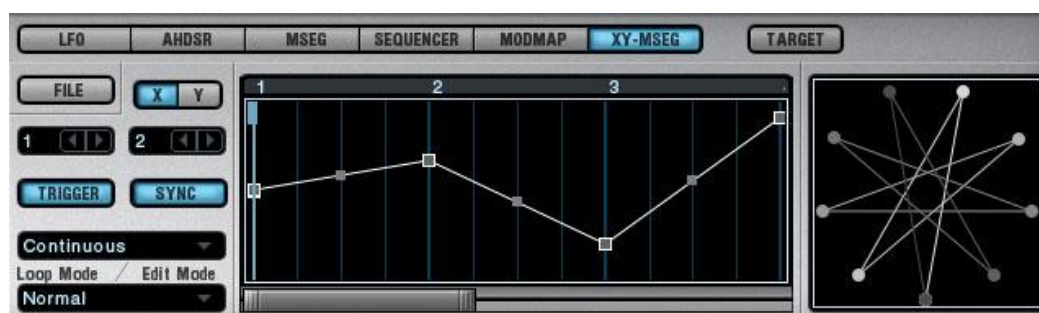 LFO AHDSR MSEG SEQUENCER MODMAP XY-MSEG TARGET
FILE X Y 1 2 3
1 2
TRIGGER SYNC
Continuous
Loop Mode / Edit Mode
Normal